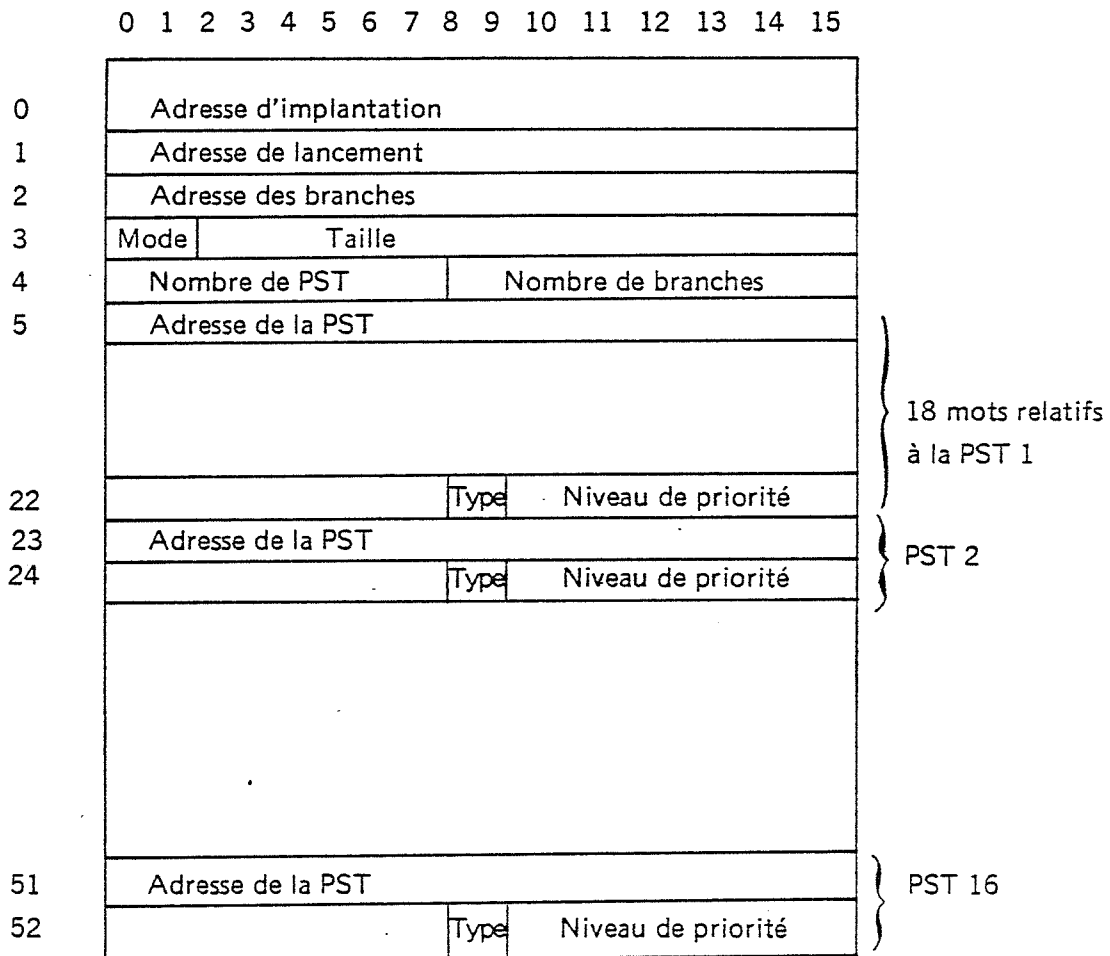 0 1 2 3 4 5 6 7 8 9 10 11 12 13 14 15
0 Adresse d'implantation
1 Adresse de lancement
2 Adresse des branches
3 Mode Taille
4 Nombre de PST Nombre de branches
5 Adresse de la PST
18 mots relatifs
à la PST 1
22 Type Niveau de priorité
23 Adresse de la PST
PST 2
24 Type Niveau de priorité
51 Adresse de la PST PST 16
52 Type Niveau de priorité